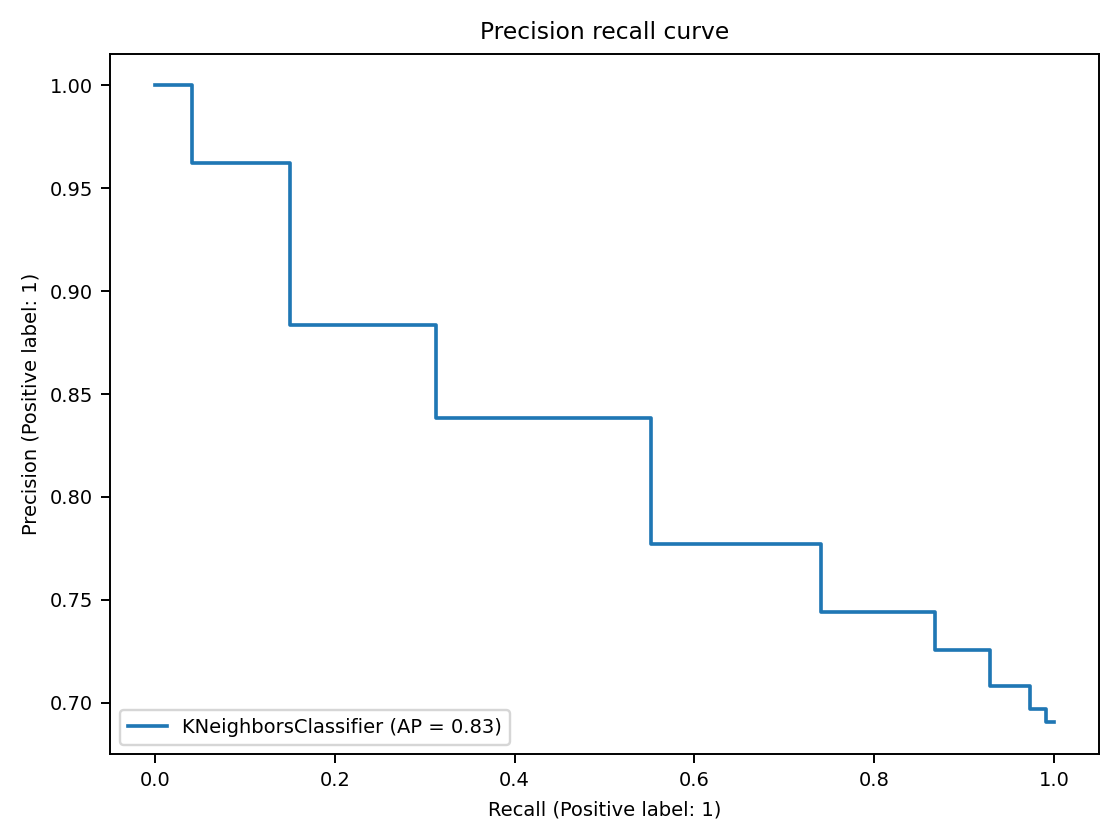 Precision recall curve
1.00
0.95
0.90
0.85
0.80
0.75
0.70
Precision (Positive label: 1)
KNeighborsClassifier (AP = 0.83)
0.0 0.2 0.4 0.6 0.8 1.0
Recall (Positive label: 1)